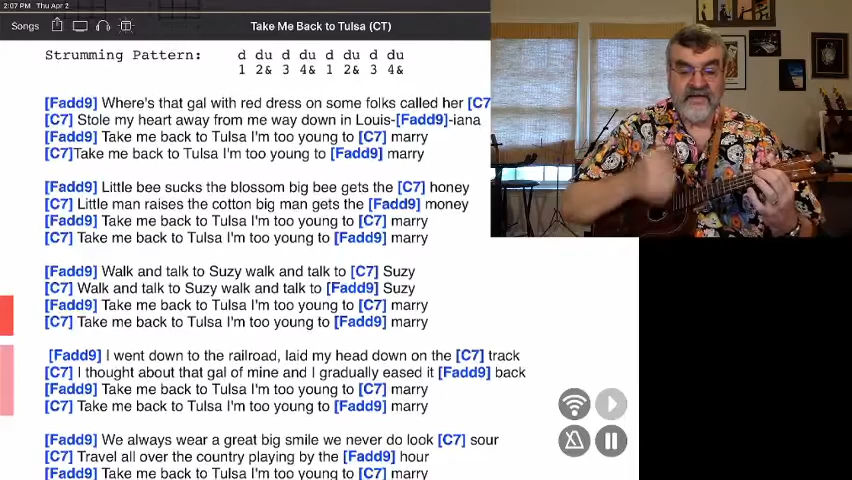 2:07 PM Thu Apr 2
Songs
Take Me Back to Tulsa (CT)
Strumming Pattern: d du d du d du d du
1 2& 3 4& 1 2& 3 4&
[Fadd9] Where's that gal with red dress on some folks called her [C7
[C7] Stole my heart away from me way down in Louis-[Fadd9]-iana
[Fadd9] Take me back to Tulsa I'm too young to [C7] marry
[C7]Take me back to Tulsa I'm too young to [Fadd9] marry
[Fadd9] Little bee sucks the blossom big bee gets the [C7] honey
[C7] Little man raises the cotton big man gets the [Fadd9] money
[Fadd9] Take me back to Tulsa I'm too young to [C7] marry
[C7] Take me back to Tulsa I'm too young to [Fadd9] marry
[Fadd9] Walk and talk to Suzy walk and talk to [C7] Suzy
[C7] Walk and talk to Suzy walk and talk to [Fadd9] Suzy
[Fadd9] Take me back to Tulsa I'm too young to [C7] marry
[C7] Take me back to Tulsa I'm too young to [Fadd9] marry
[Fadd9] I went down to the railroad, laid my head down on the [C7] track
[C7] I thought about that gal of mine and I gradually eased it [Fadd9] back
[Fadd9] Take me back to Tulsa I'm too young to [C7] marry
[C7] Take me back to Tulsa I'm too young to [Fadd9] marry
[Fadd9] We always wear a great big smile we never do look [C7] sour
[C7] Travel all over the country playing by the [Fadd9] hour
[Fadd9] Take me back to Tulsa I'm too young to [C7] marry